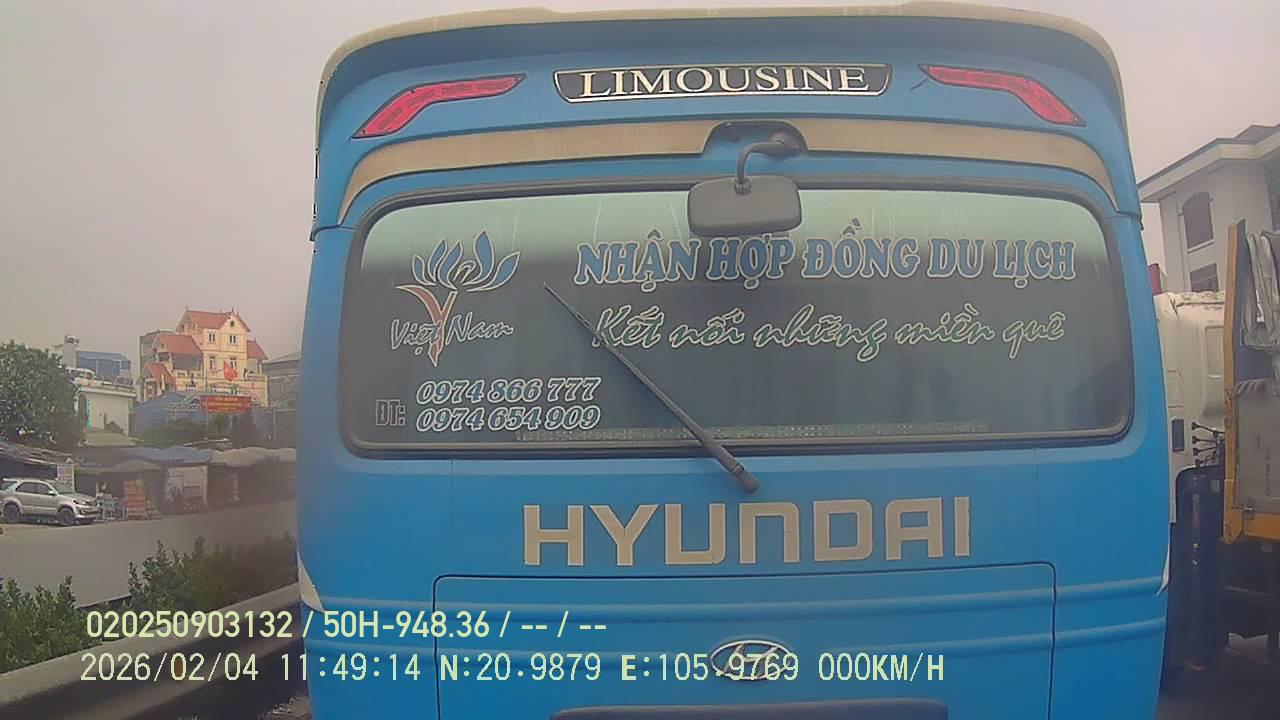 LIMOUSINE
NHẬN HỢP ĐỒNG DU LỊCH
Kết nối những miền quê
Việt Nam
ĐT: 0974 866 777
0974 654 909
HYUNDAI
020250903132 / 50H-948.36 / -- / --
2026/02/04 11:49:14 N:20.9879 E:105.9769 000KM/H